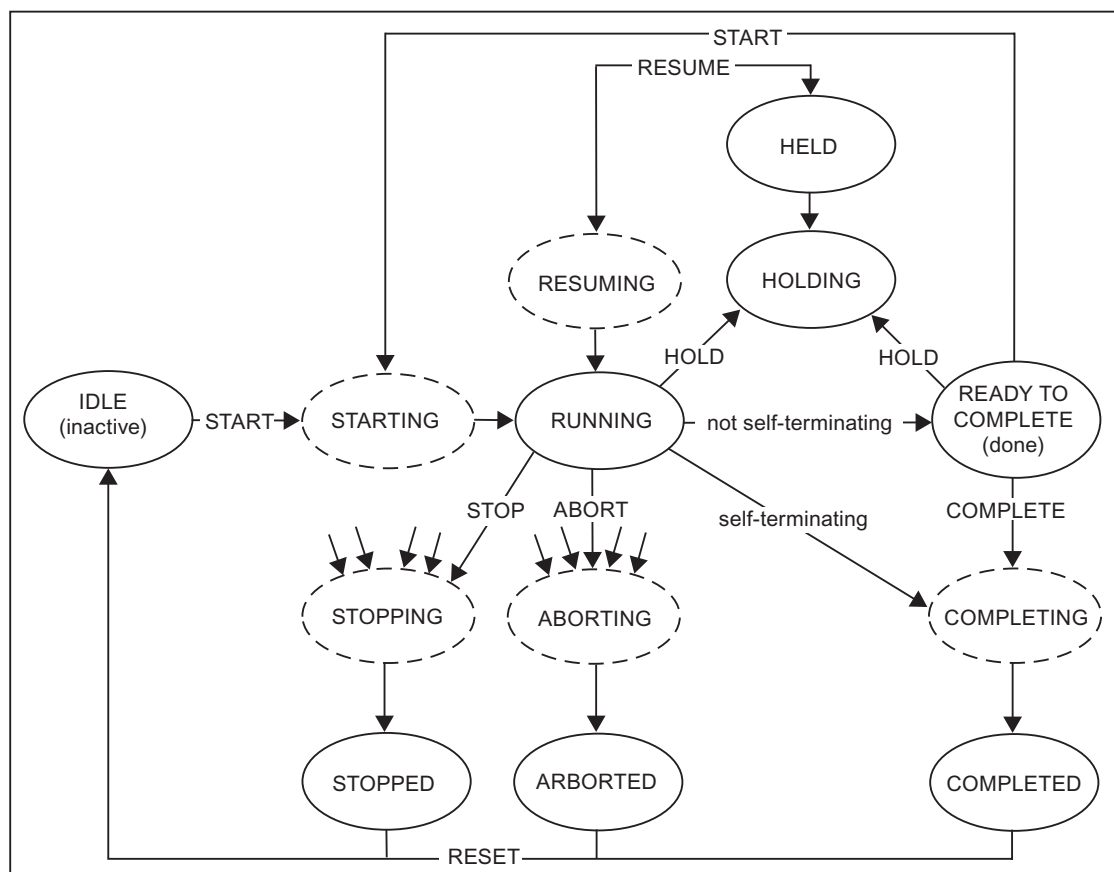 START
RESUME
HELD
RESUMING
HOLDING
HOLD
HOLD
IDLE
(inactive)
START
STARTING
RUNNING
not self-terminating
READY TO
COMPLETE
(done)
STOP
ABORT
self-terminating
COMPLETE
STOPPING
ABORTING
COMPLETING
STOPPED
ARBORTED
COMPLETED
RESET